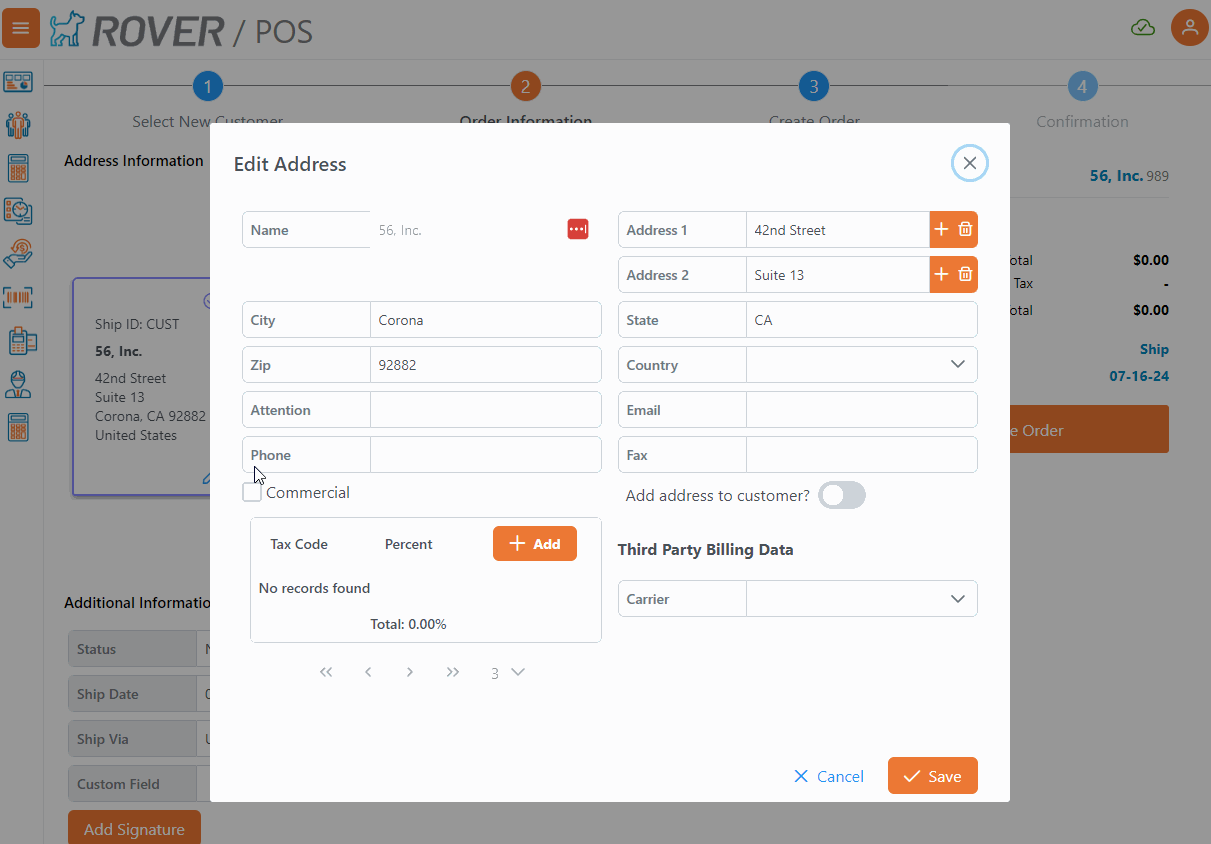 ROVER / POS
1
2
3
4
Select New Customer
Order Information
Create Order
Confirmation
Address Information
56, Inc. 989
Edit Address
Name
56. Inc.
Address 1
42nd Street
Address 2
Suite 13
City
Corona
State
CA
Zip
92882
Country
Attention
Email
Phone
Fax
Commercial
Add address to customer?
Tax Code
Percent
Add
No records found
Total: 0.00%
3
Third Party Billing Data
Carrier
Cancel
Save
Ship ID: CUST
56, Inc.
42nd Street
Suite 13
Corona, CA 92882
United States
otal
$0.00
Tax
-
otal
$0.00
Ship
07-16-24
e Order
Additional Informatio
Status
Ship Date
Ship Via
Custom Field
Add Signature